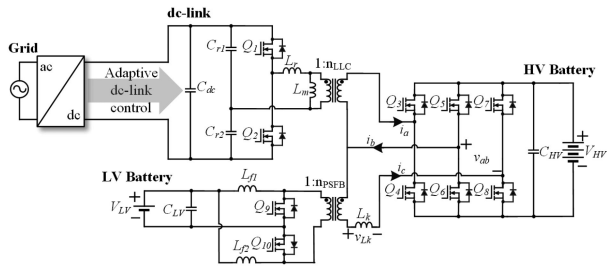 dc-link
Grid
ac
dc
Adaptive
dc-link
control
C_dc
C_r1
C_r2
Q_1
Q_2
L_r
L_m
1:n_LLC
HV Battery
Q_3
Q_5
Q_7
i_a
i_b
i_c
+
v_ab
−
C_HV
+
V_HV
−
Q_4
Q_6
Q_8
LV Battery
+
V_LV
−
C_LV
L_f1
L_f2
Q_9
Q_10
1:n_PSFB
L_k
+ v_Lk −